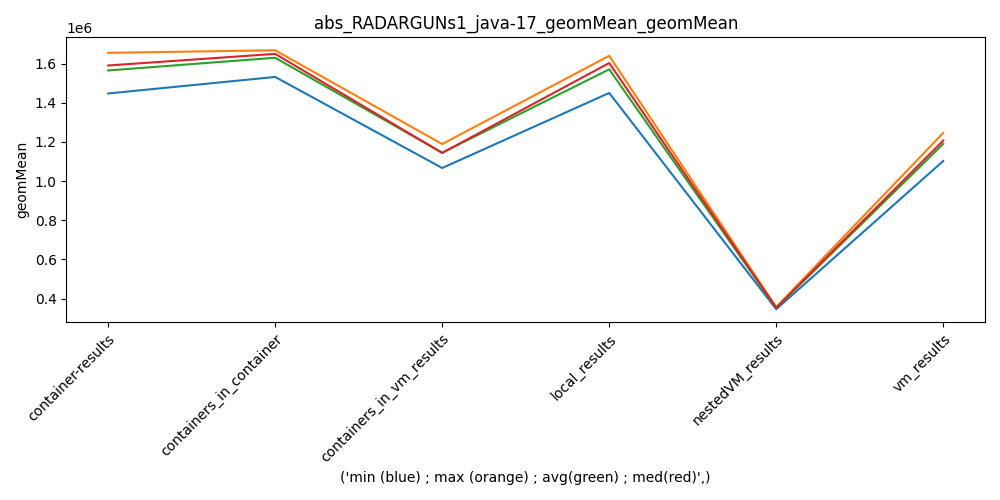 abs_RADARGUNs1_java-17_geomMean_geomMean
1e6
1.6
1.4
1.2
1.0
0.8
0.6
0.4
geomMean
container-results
containers_in_container
containers_in_vm_results
local_results
nestedVM_results
vm_results
('min (blue) ; max (orange) ; avg(green) ; med(red)',)